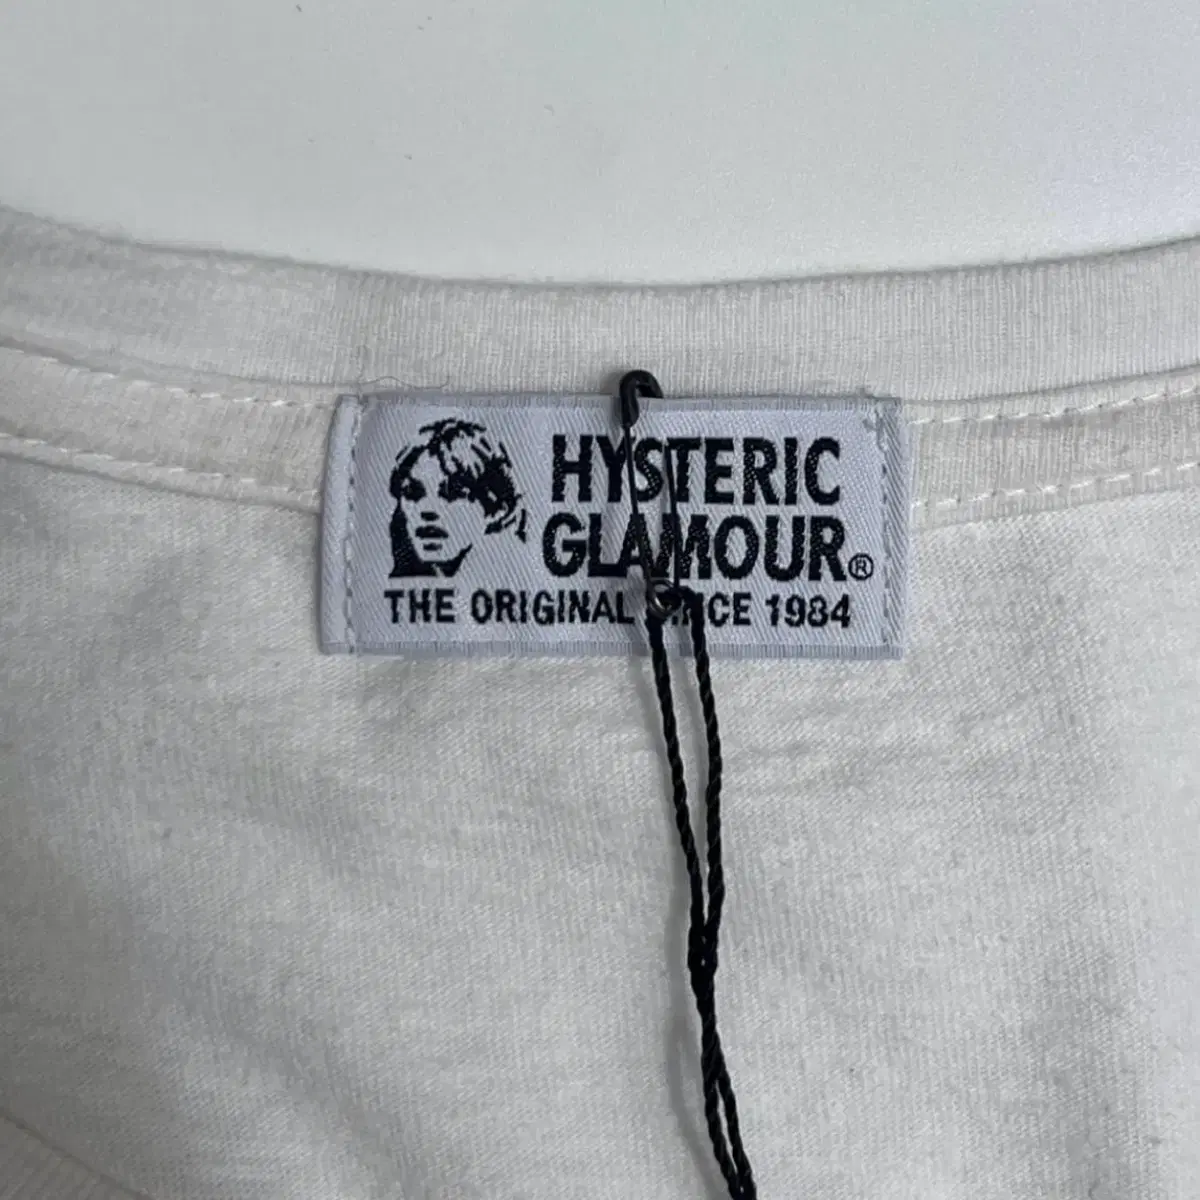 HYSTERIC
GLAMOUR®
THE ORIGINAL SINCE 1984